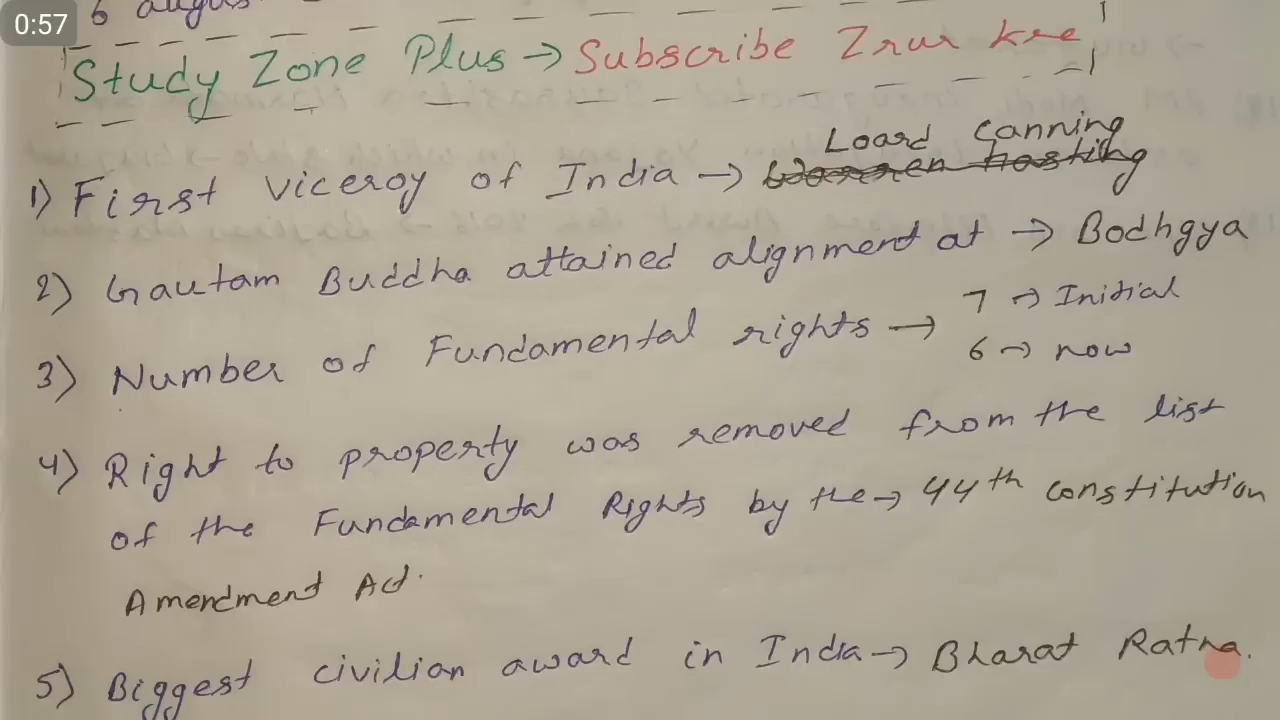 0:57
6 augus
Study Zone Plus → Subscribe Zrur kre
Loard Canning
1) First viceroy of India →
2) Gautam Buddha attained alignment at → Bodhgya
7 → Initial
3) Number of Fundamental rights →
6 → now
4) Right to property was removed from the list
of the Fundamental Rights by the → 44th constitution
Amendment Act.
5) Biggest civilian award in India → Bharat Ratna.